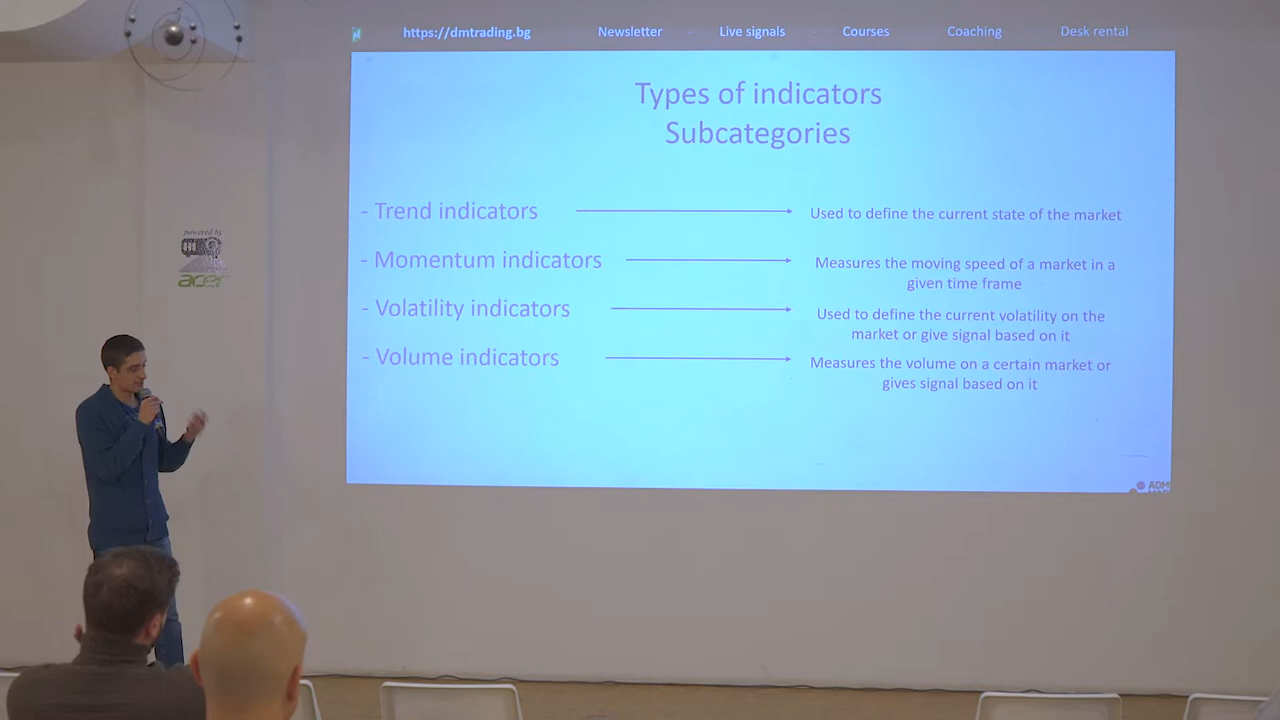 https://dmtrading.bg Newsletter Live signals Courses Coaching Desk rental
Types of indicators
Subcategories
- Trend indicators
Used to define the current state of the market
- Momentum indicators
Measures the moving speed of a market in a
given time frame
- Volatility indicators
Used to define the current volatility on the
market or give signal based on it
- Volume indicators
Measures the volume on a certain market or
gives signal based on it
powered by
acer
ADM